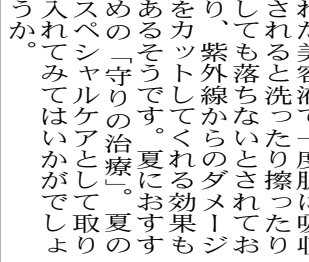 れた美容液で一度肌に吸収
されると洗ったり擦ったり
しても落ちないとされてお
り、紫外線からのダメージ
をカットしてくれる効果も
あるそうです。夏におすす
めの「守りの治療」。夏の
スペシャルケアとして取り
入れてみてはいかがでしょ
うか。